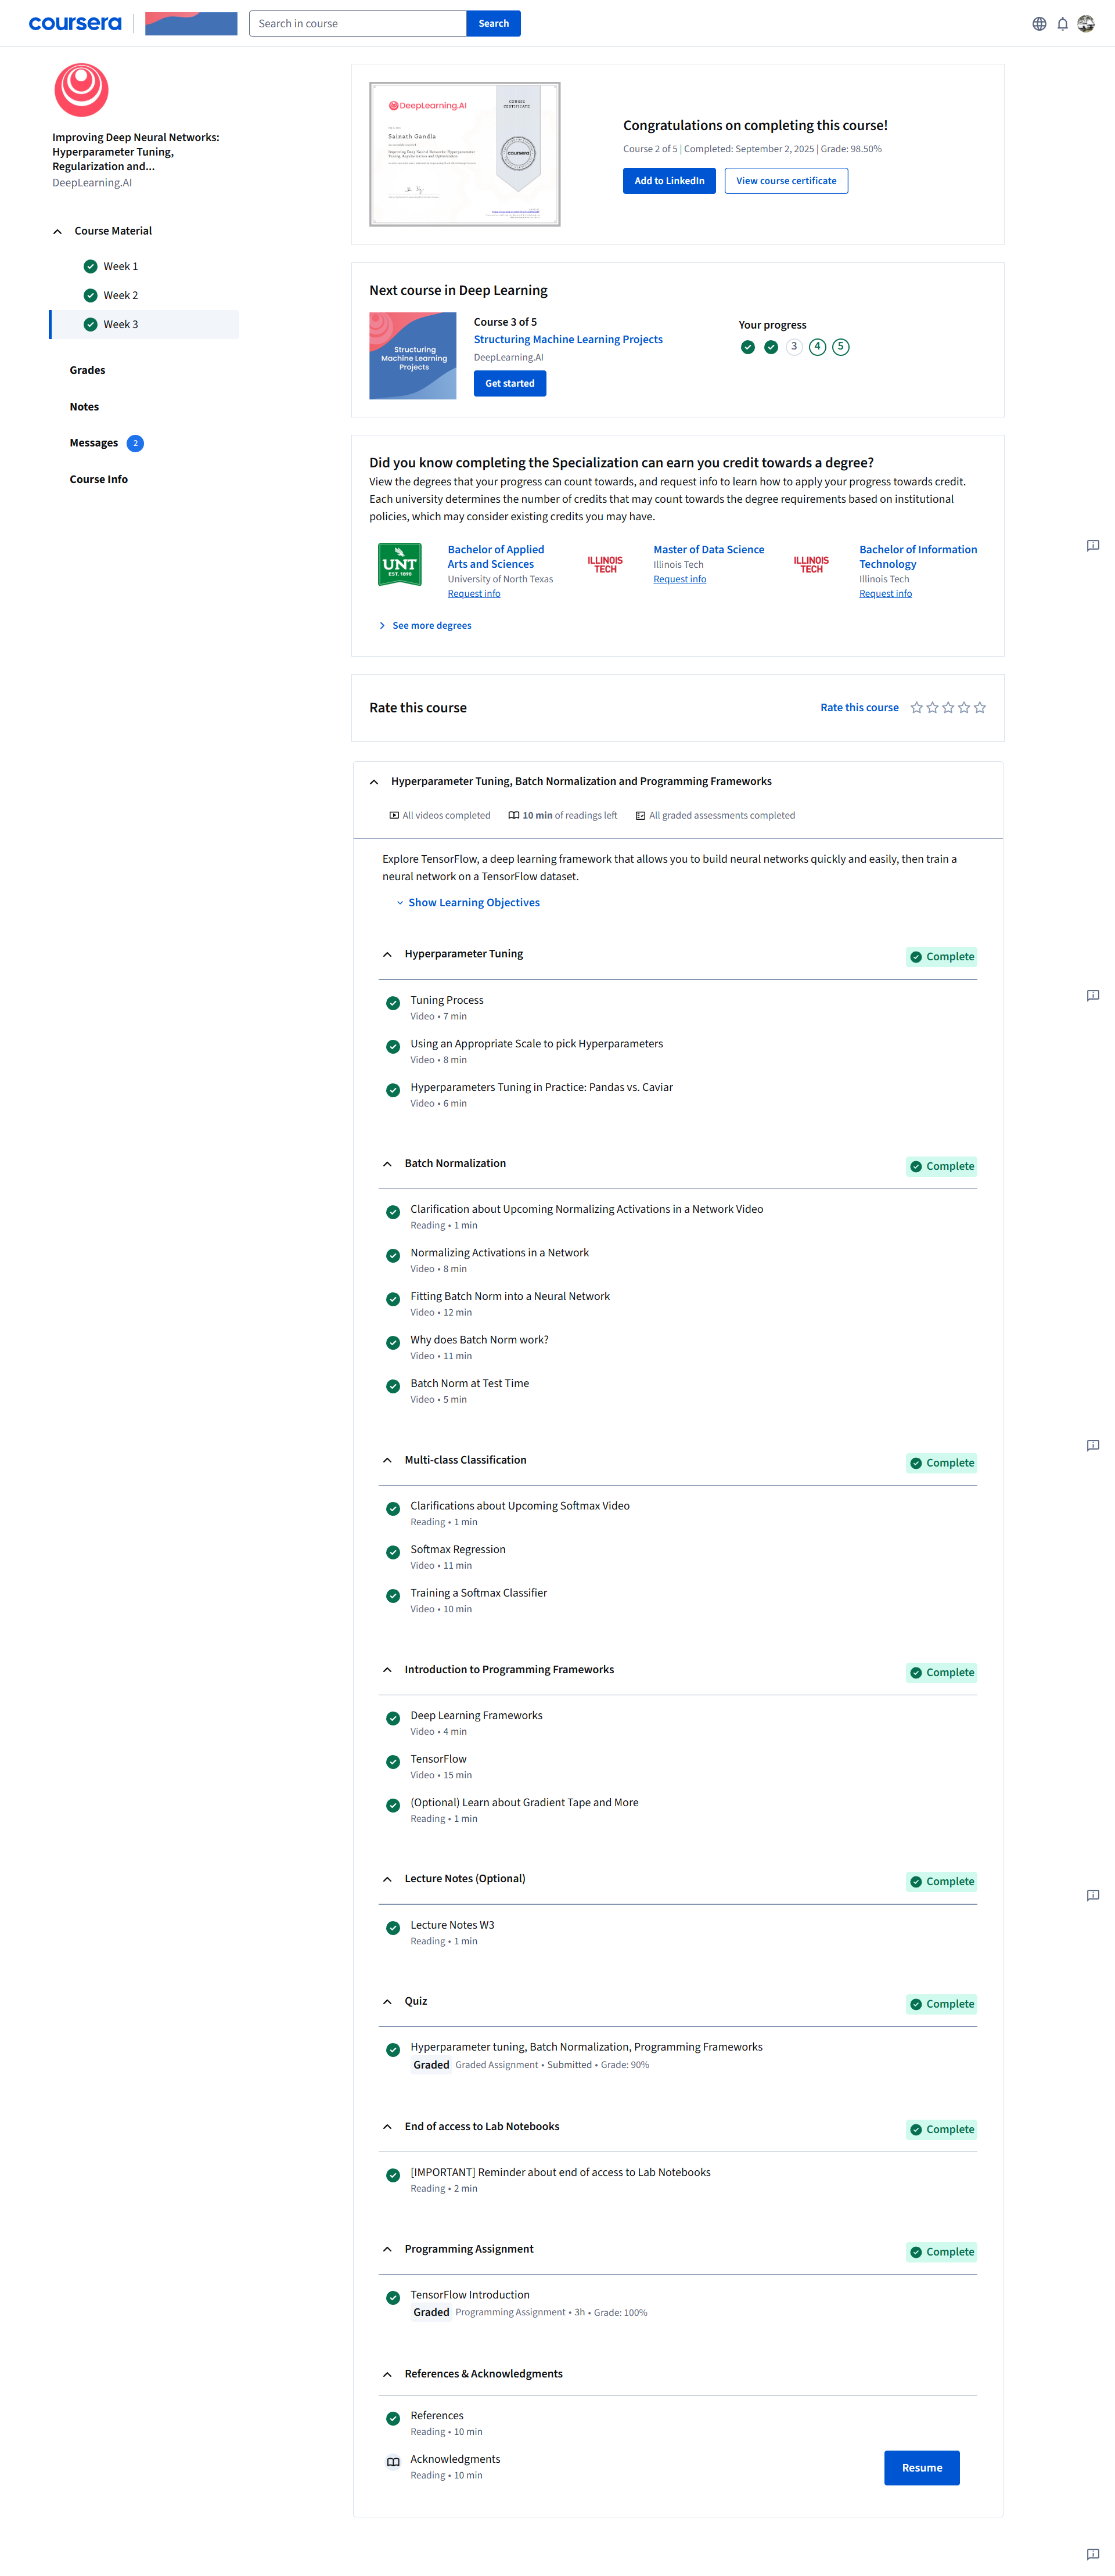 coursera
Search in course
Search
Improving Deep Neural Networks:
Hyperparameter Tuning,
Regularization and...
DeepLearning.AI
Course Material
Week 1
Week 2
Week 3
Grades
Notes
Messages 2
Course Info
DeepLearning.AI
COURSE
CERTIFICATE
Sainath Gandla
coursera
Congratulations on completing this course!
Course 2 of 5 | Completed: September 2, 2025 | Grade: 98.50%
Add to LinkedIn
View course certificate
Next course in Deep Learning
Structuring
Machine Learning
Projects
Course 3 of 5
Structuring Machine Learning Projects
DeepLearning.AI
Get started
Your progress
3 4 5
Did you know completing the Specialization can earn you credit towards a degree?
View the degrees that your progress can count towards, and request info to learn how to apply your progress towards credit.
Each university determines the number of credits that may count towards the degree requirements based on institutional
policies, which may consider existing credits you may have.
UNT
EST. 1890
Bachelor of Applied
Arts and Sciences
University of North Texas
Request info
ILLINOIS
TECH
Master of Data Science
Illinois Tech
Request info
ILLINOIS
TECH
Bachelor of Information
Technology
Illinois Tech
Request info
See more degrees
Rate this course
Rate this course
Hyperparameter Tuning, Batch Normalization and Programming Frameworks
All videos completed 10 min of readings left All graded assessments completed
Explore TensorFlow, a deep learning framework that allows you to build neural networks quickly and easily, then train a
neural network on a TensorFlow dataset.
Show Learning Objectives
Hyperparameter Tuning
Complete
Tuning Process
Video • 7 min
Using an Appropriate Scale to pick Hyperparameters
Video • 8 min
Hyperparameters Tuning in Practice: Pandas vs. Caviar
Video • 6 min
Batch Normalization
Complete
Clarification about Upcoming Normalizing Activations in a Network Video
Reading • 1 min
Normalizing Activations in a Network
Video • 8 min
Fitting Batch Norm into a Neural Network
Video • 12 min
Why does Batch Norm work?
Video • 11 min
Batch Norm at Test Time
Video • 5 min
Multi-class Classification
Complete
Clarifications about Upcoming Softmax Video
Reading • 1 min
Softmax Regression
Video • 11 min
Training a Softmax Classifier
Video • 10 min
Introduction to Programming Frameworks
Complete
Deep Learning Frameworks
Video • 4 min
TensorFlow
Video • 15 min
(Optional) Learn about Gradient Tape and More
Reading • 1 min
Lecture Notes (Optional)
Complete
Lecture Notes W3
Reading • 1 min
Quiz
Complete
Hyperparameter tuning, Batch Normalization, Programming Frameworks
Graded Graded Assignment • Submitted • Grade: 90%
End of access to Lab Notebooks
Complete
[IMPORTANT] Reminder about end of access to Lab Notebooks
Reading • 2 min
Programming Assignment
Complete
TensorFlow Introduction
Graded Programming Assignment • 3h • Grade: 100%
References & Acknowledgments
References
Reading • 10 min
Acknowledgments
Reading • 10 min
Resume